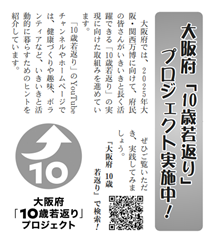 大阪府「10歳若返り」
プロジェクト実施中！
大阪府では、2025年大
阪・関西万博に向けて、府民
の皆さんがいきいきと長く活
躍できる「10歳若返り」の実
現に向けた取組みを進めてい
ます。
「10歳若返り」のYouTube
チャンネルやホームページで
は、健康づくりや趣味、ボラ
ンティアなど、いきいきと活
動的に暮らすためのヒントを
紹介しています。
ぜひご覧いただ
き、実践してみま
しょう。
「大阪府 10歳
若返り」で検索！
10
大阪府
「10歳若返り」
プロジェクト